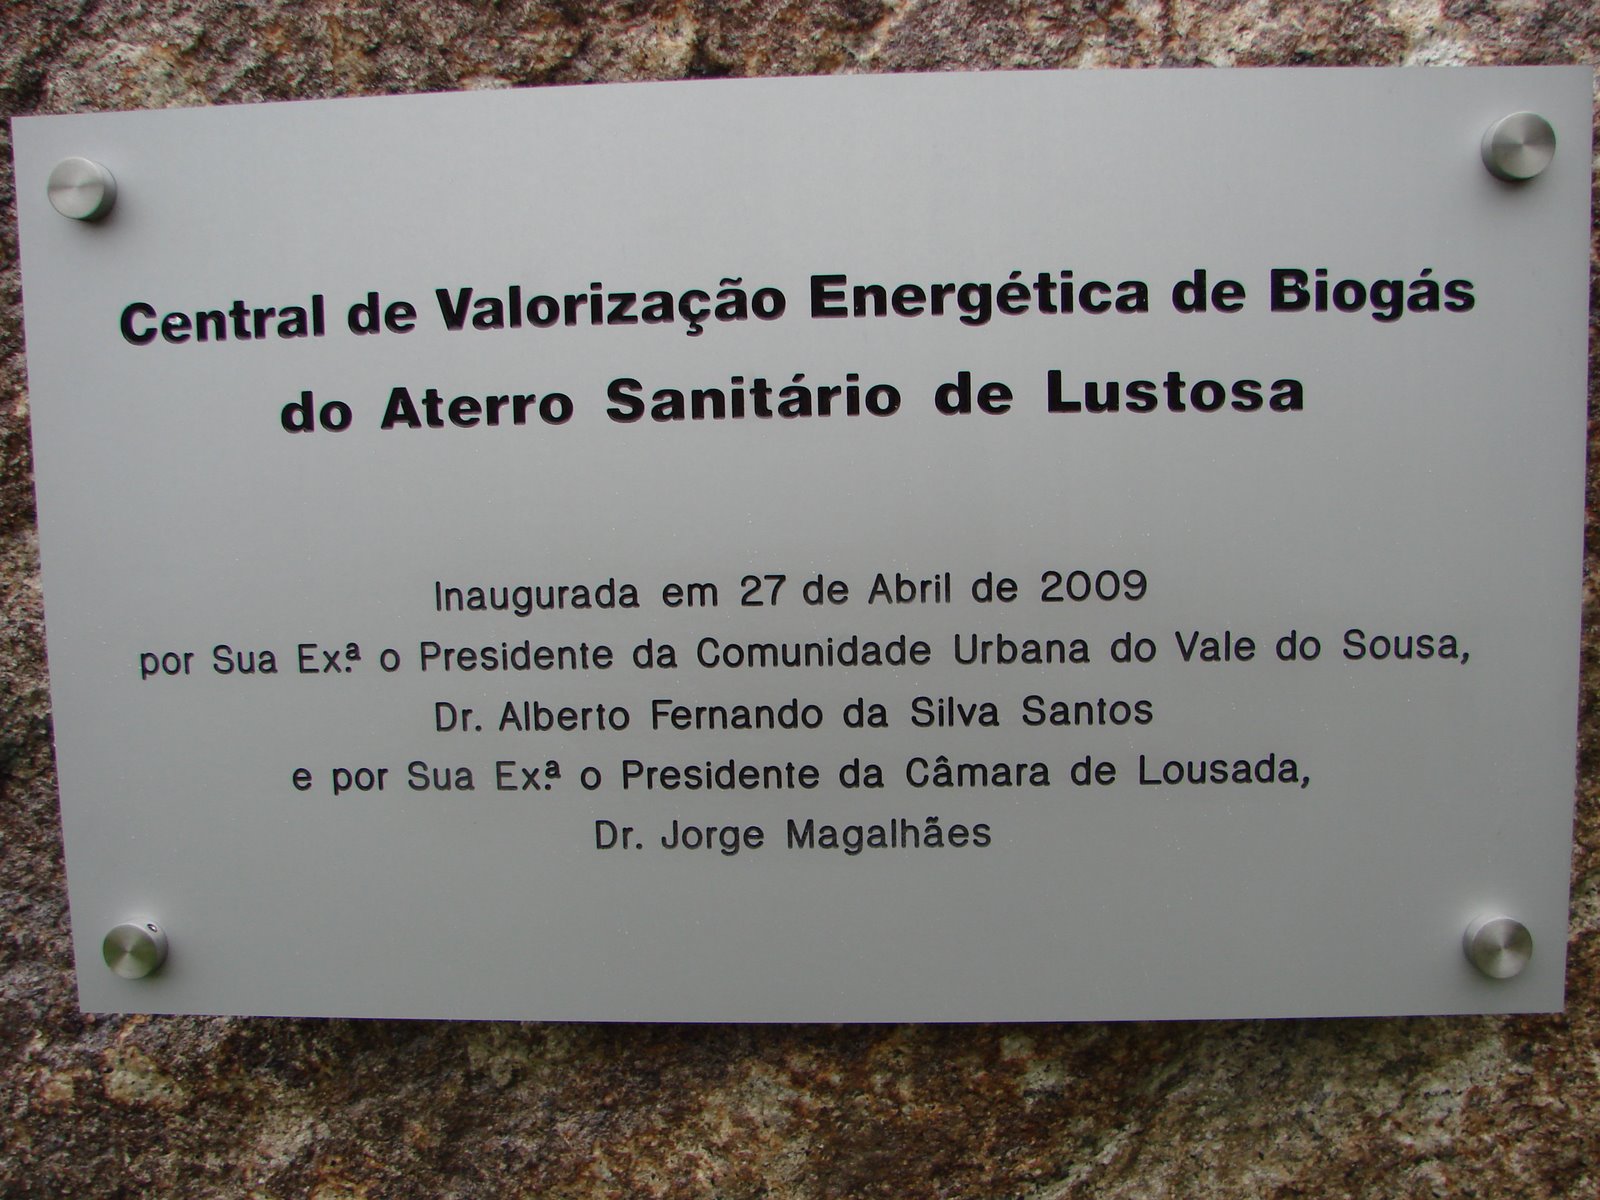 Central de Valorização Energética de Biogás
do Aterro Sanitário de Lustosa
Inaugurada em 27 de Abril de 2009
por Sua Ex.ª o Presidente da Comunidade Urbana do Vale do Sousa,
Dr. Alberto Fernando da Silva Santos
e por Sua Ex.ª o Presidente da Câmara de Lousada,
Dr. Jorge Magalhães